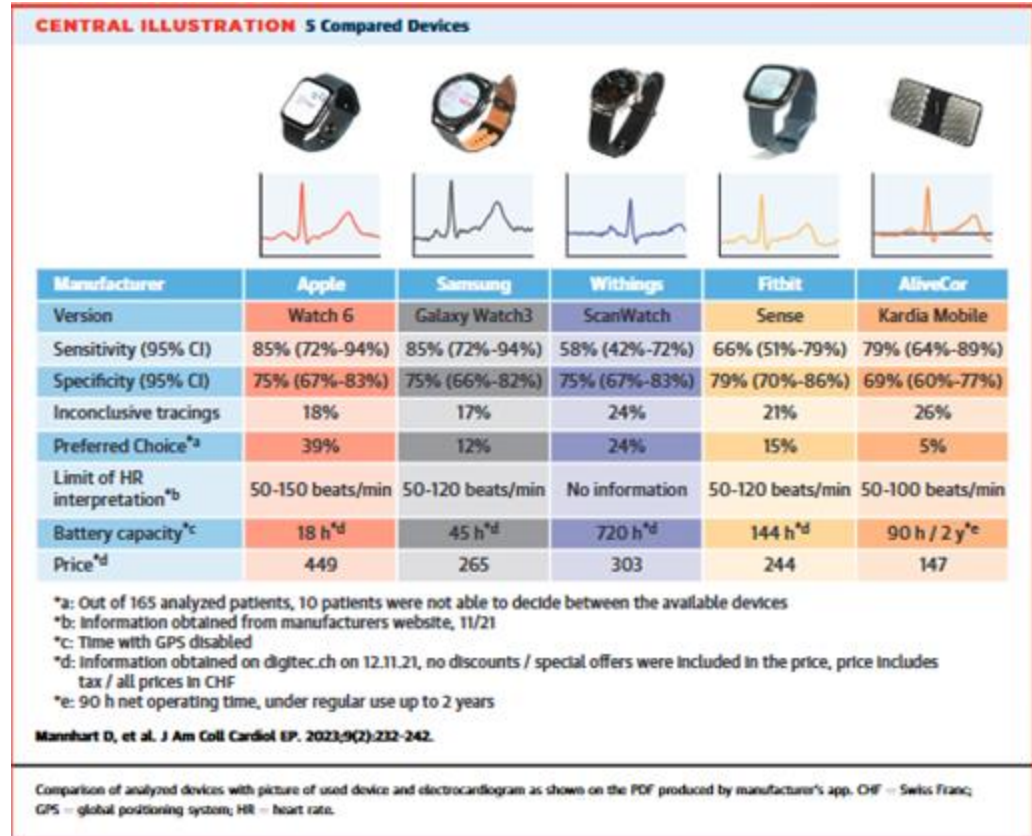 CENTRAL ILLUSTRATION 5 Compared Devices
Manufacturer Apple Samsung Withings Fitbit AliveCor
Version Watch 6 Galaxy Watch3 ScanWatch Sense Kardia Mobile
Sensitivity (95% CI) 85% (72%-94%) 85% (72%-94%) 58% (42%-72%) 66% (51%-79%) 79% (64%-89%)
Specificity (95% CI) 75% (67%-83%) 75% (66%-82%) 75% (67%-83%) 79% (70%-86%) 69% (60%-77%)
Inconclusive tracings 18% 17% 24% 21% 26%
Preferred Choice*a 39% 12% 24% 15% 5%
Limit of HR
interpretation*b 50-150 beats/min 50-120 beats/min No information 50-120 beats/min 50-100 beats/min
Battery capacity*c 18 h*d 45 h*d 720 h*d 144 h*d 90 h / 2 y*e
Price*d 449 265 303 244 147
*a: Out of 165 analyzed patients, 10 patients were not able to decide between the available devices
*b: Information obtained from manufacturers website, 11/21
*c: Time with GPS disabled
*d: Information obtained on digitec.ch on 12.11.21, no discounts / special offers were included in the price, price includes
tax / all prices in CHF
*e: 90 h net operating time, under regular use up to 2 years
Mannhart D, et al. J Am Coll Cardiol EP. 2023;9(2):232-242.
Comparison of analyzed devices with picture of used device and electrocardiogram as shown on the PDF produced by manufacturer's app. CHF = Swiss Franc;
GPS = global positioning system; HR = heart rate.